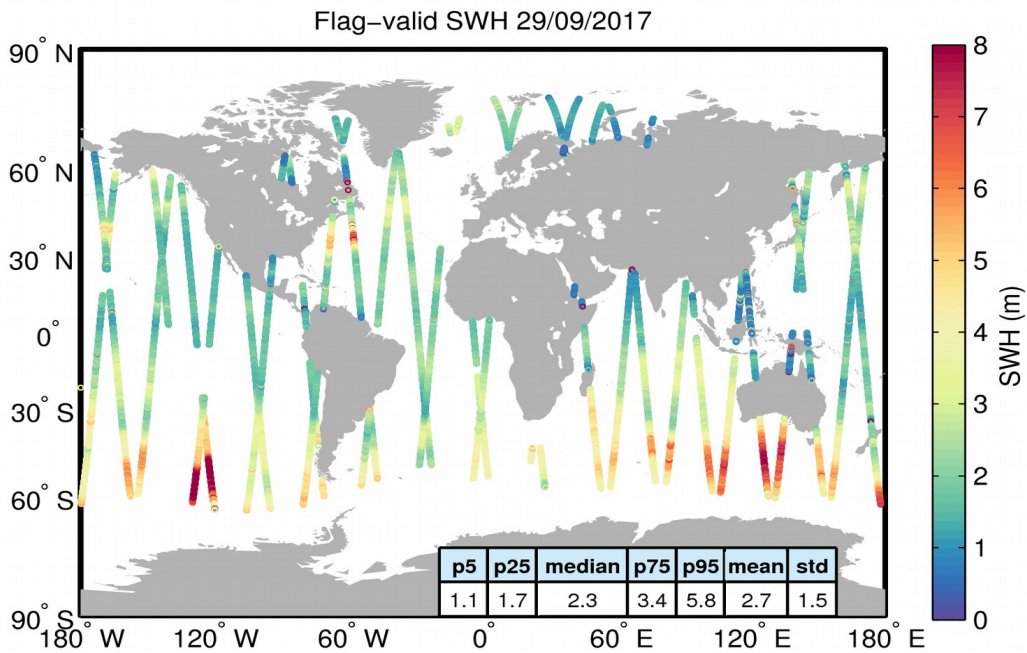 Flag−valid SWH 29/09/2017
90° N
60° N
30° N
0°
30° S
60° S
90° S
180° W
120° W
60° W
0°
60° E
120° E
180° E
p5 p25 median p75 p95 mean std
1.1 1.7 2.3 3.4 5.8 2.7 1.5
8
7
6
5
4
3
2
1
0
SWH (m)